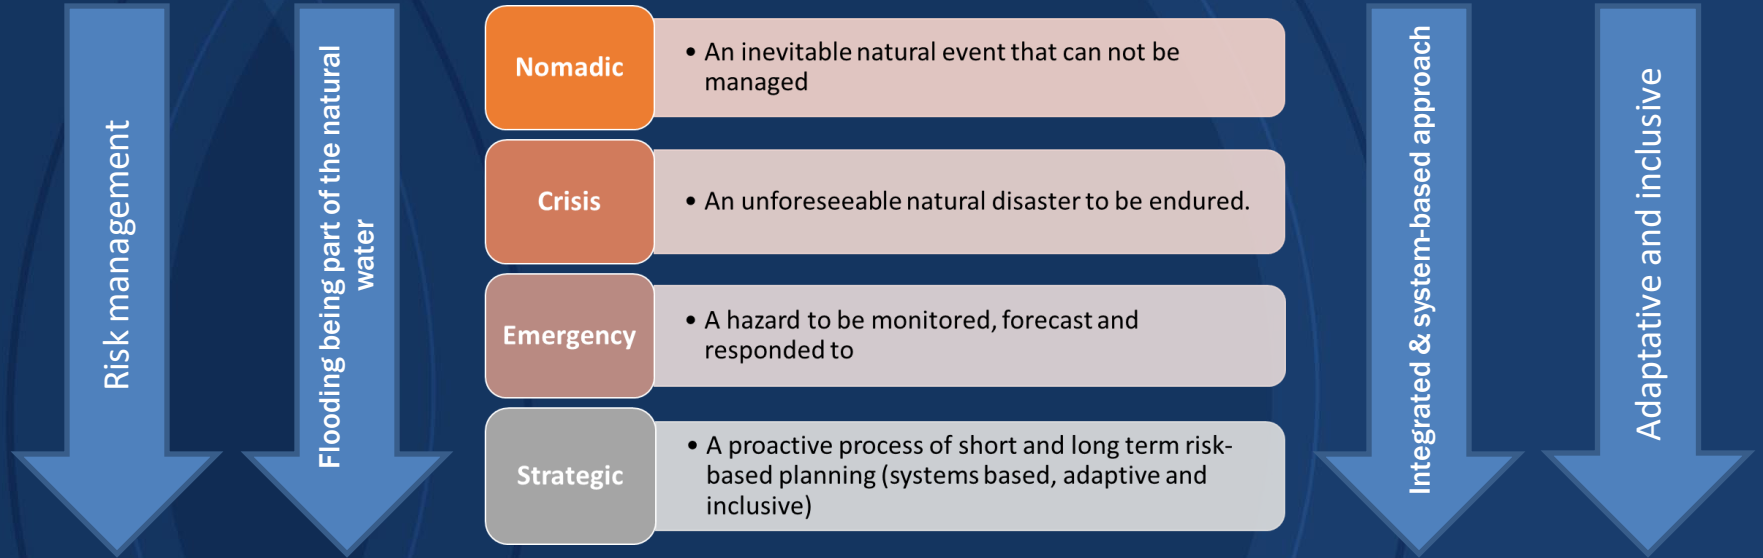 Risk management
Flooding being part of the natural
water
Nomadic
• An inevitable natural event that can not be
managed
Crisis
• An unforeseeable natural disaster to be endured.
Emergency
• A hazard to be monitored, forecast and
responded to
Strategic
• A proactive process of short and long term risk-
based planning (systems based, adaptive and
inclusive)
Integrated & system-based approach
Adaptative and inclusive